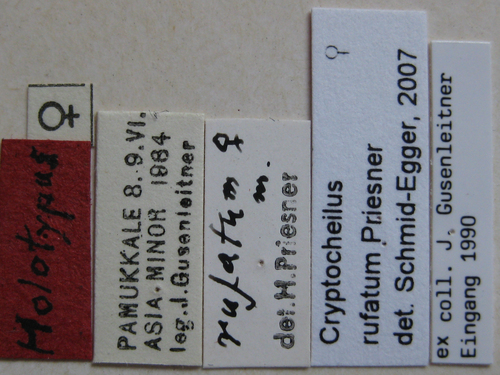 ♀
Holotypus
PAMUKKALE 8.-9.VI.
ASIA-MINOR 1984
leg.J.Gusenleitner
rufatum ♀
m.
det.H.Priesner
♀
Cryptocheilus
rufatum Priesner
det. Schmid-Egger, 2007
ex coll. J. Gusenleitner
Eingang 1990